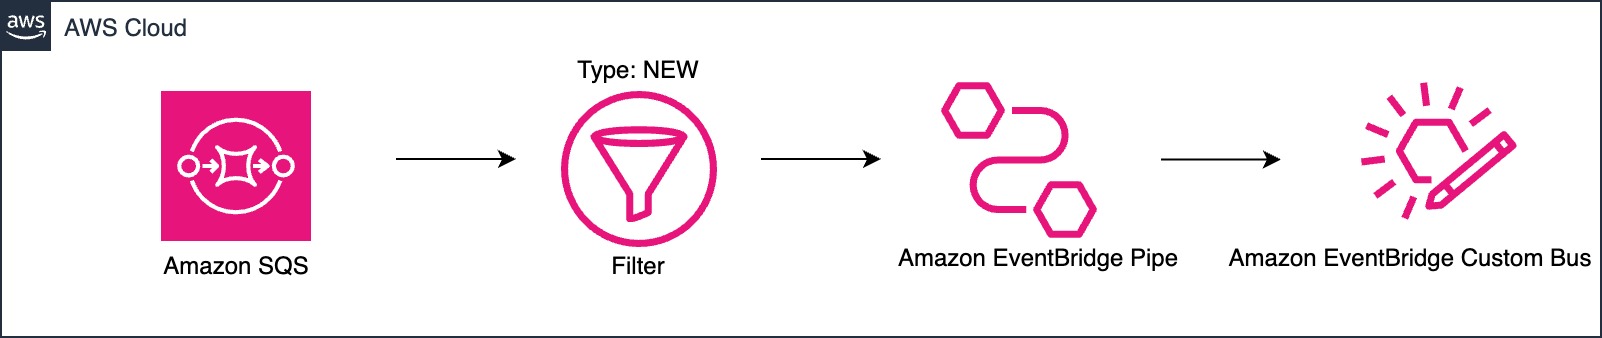 aws
AWS Cloud
Type: NEW
Amazon SQS
Filter
Amazon EventBridge Pipe
Amazon EventBridge Custom Bus